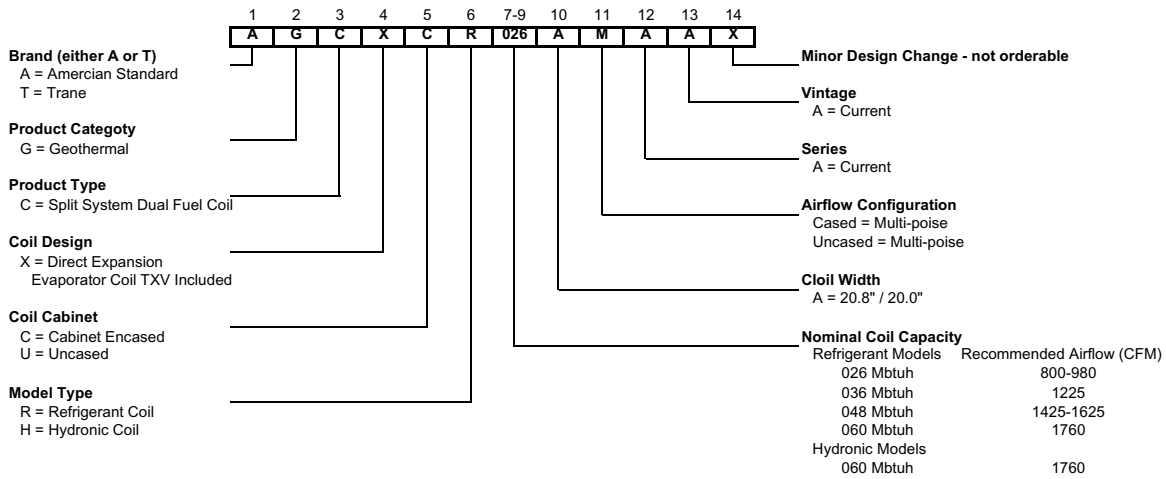 1 2 3 4 5 6 7-9 10 11 12 13 14
A G C X C R 026 A M A A X
Brand (either A or T)
A = Amercian Standard
T = Trane
Product Categoty
G = Geothermal
Product Type
C = Split System Dual Fuel Coil
Coil Design
X = Direct Expansion
Evaporator Coil TXV Included
Coil Cabinet
C = Cabinet Encased
U = Uncased
Model Type
R = Refrigerant Coil
H = Hydronic Coil
Minor Design Change - not orderable
Vintage
A = Current
Series
A = Current
Airflow Configuration
Cased = Multi-poise
Uncased = Multi-poise
Cloil Width
A = 20.8" / 20.0"
Nominal Coil Capacity
Refrigerant Models Recommended Airflow (CFM)
026 Mbtuh 800-980
036 Mbtuh 1225
048 Mbtuh 1425-1625
060 Mbtuh 1760
Hydronic Models
060 Mbtuh 1760